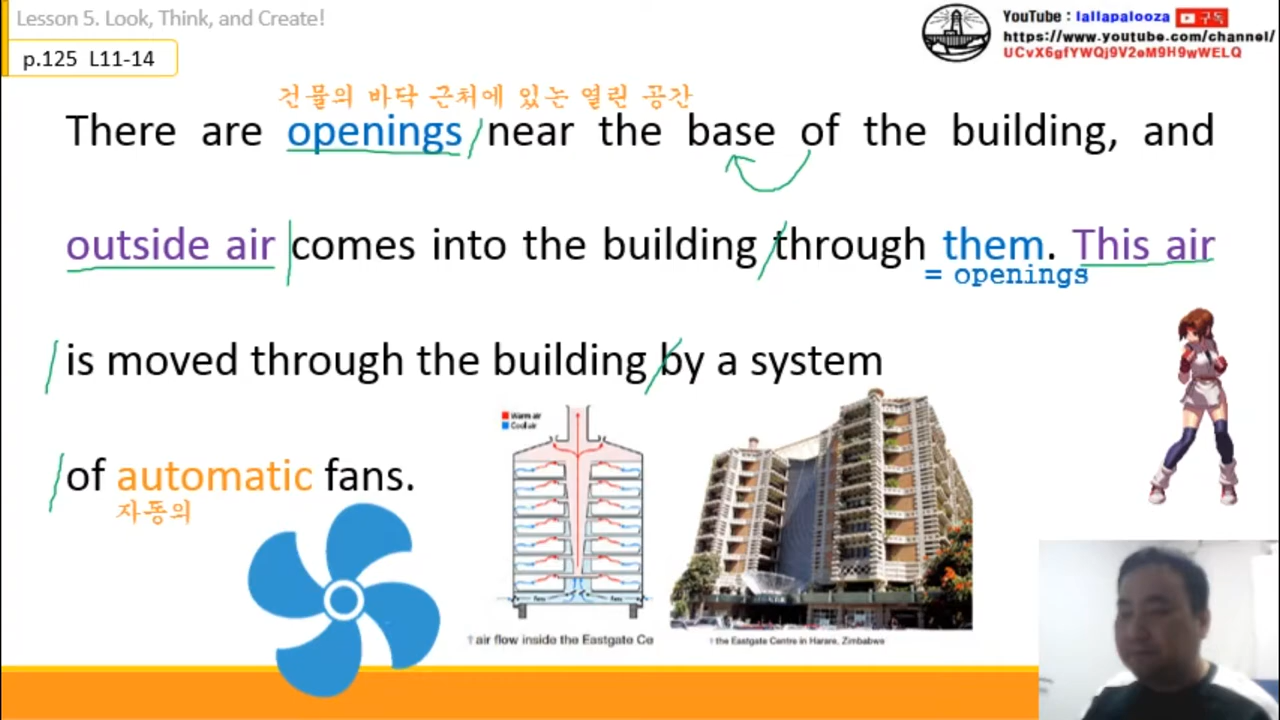 Lesson 5. Look, Think, and Create!
p.125 L11-14
YouTube : lallapalooza 구독
https://www.youtube.com/channel/
UCvX6gfYWQj9V2eM9H9wWELQ
건물의 바닥 근처에 있는 열린 공간
There are openings near the base of the building, and
outside air comes into the building through them. This air
= openings
is moved through the building by a system
of automatic fans.
자동의
Warm air
Cool air
Fans Fans
↑air flow inside the Eastgate Ce
↑the Eastgate Centre in Harare, Zimbabwe